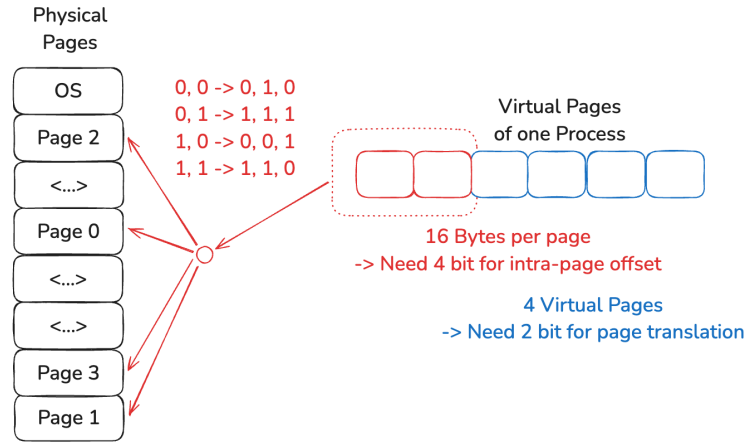 Physical
Pages
OS
Page 2
<...>
Page 0
<...>
<...>
Page 3
Page 1
0, 0 -> 0, 1, 0
0, 1 -> 1, 1, 1
1, 0 -> 0, 0, 1
1, 1 -> 1, 1, 0
Virtual Pages
of one Process
16 Bytes per page
-> Need 4 bit for intra-page offset
4 Virtual Pages
-> Need 2 bit for page translation